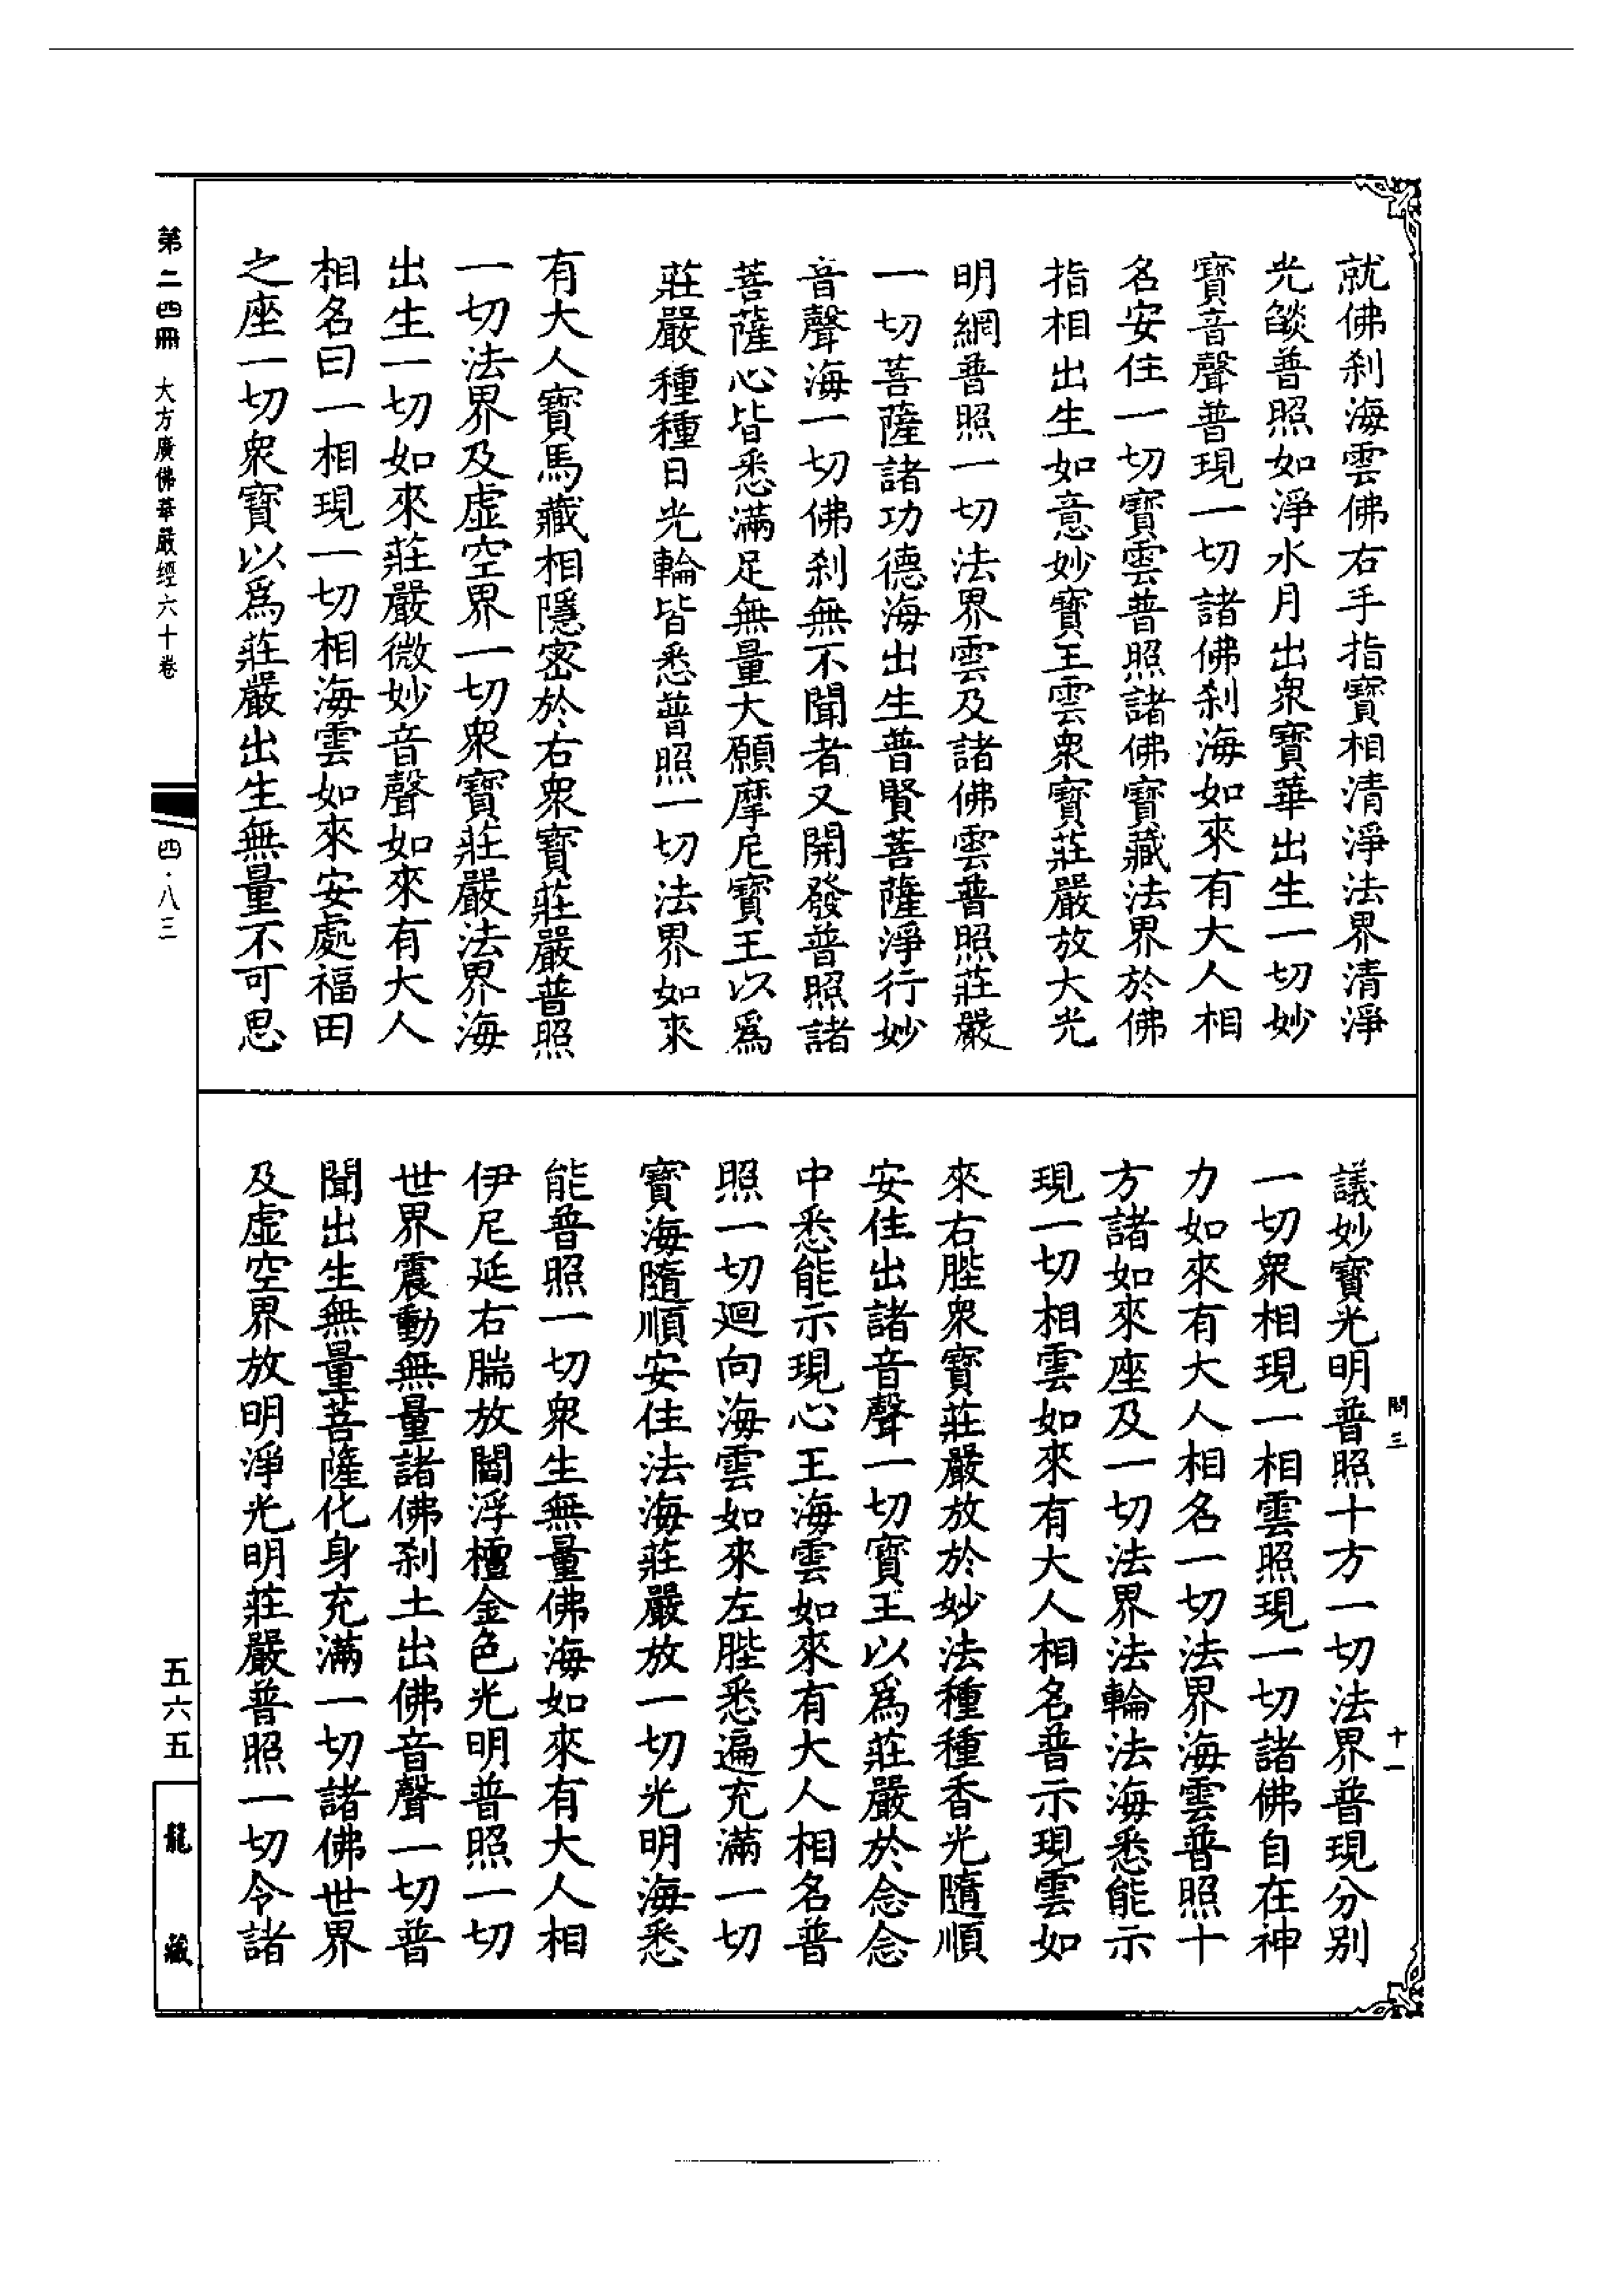 就佛刹海雲佛右手指寶相清淨法界清淨
光燄普照如淨水月出衆寶華出生一切妙
寶音聲普現一切諸佛刹海如來有大人相
名安住一切寶雲普照諸佛寶藏法界於佛
指相出生如意妙寶王雲衆寶莊嚴放大光
明網普照一切法界雲及諸佛雲普照莊嚴
一切菩薩諸功德海出生普賢菩薩淨行妙
音聲海一切佛刹無不聞者又開發普照諸
菩薩心皆悉滿足無量大願摩尼寶王以爲
莊嚴種種日光輪皆悉普照一切法界如來
有大人寶馬藏相隱密於右衆寶莊嚴普照
一切法界及虛空界一切衆寶莊嚴法界海
出生一切如來莊嚴微妙音聲如來有大人
相名曰一相現一切相海雲如來安處福田
之座一切衆寶以爲莊嚴出生無量不可思
議妙寶光明普照十方一切法界普現分別
一切衆相現一相雲照現一切諸佛自在神
力如來有大人相名一切法界海雲普照十
方諸如來座及一切法界法輪法海悉能示
現一切相雲如來有大人相名普示現雲如
來右䏶衆寶莊嚴放於妙法種種香光隨順
安住出諸音聲一切寶王以爲莊嚴於念念
中悉能示現心王海雲如來有大人相名普
照一切迴向海雲如來左䏶悉遍充滿一切
寶海隨順安住法海莊嚴放一切光明海悉
能普照一切衆生無量佛海如來有大人相
伊尼延右腨放閻浮檀金色光明普照一切
世界震動無量諸佛刹土出佛音聲一切普
聞出生無量菩薩化身充滿一切諸佛世界
及虛空界放明淨光明莊嚴普照一切令諸
問三
十一
第二四冊 大方廣佛華嚴經六十卷
四·八三
五六五
龍藏